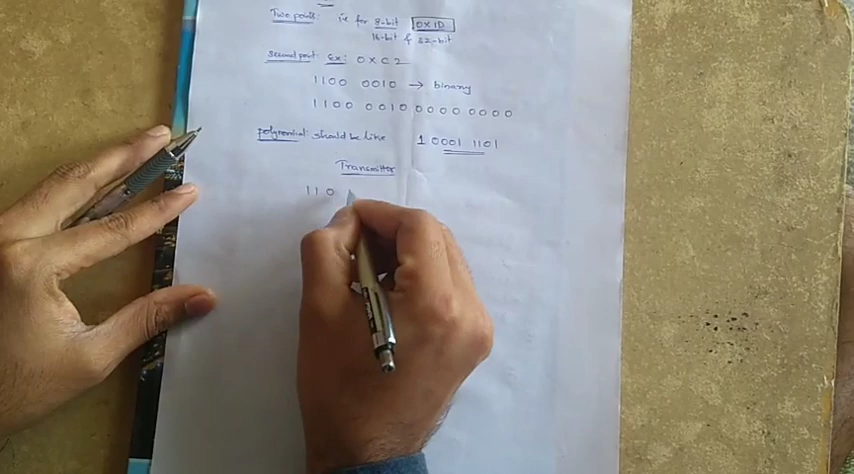 Two points: i.e for 8-bit 0X1D
16-bit & 32-bit
second point: Ex: 0XC2
1100 0010 → binary
1100 0010 0000 0000
polynomial should be like 1 0001 1101
Transmitter
110